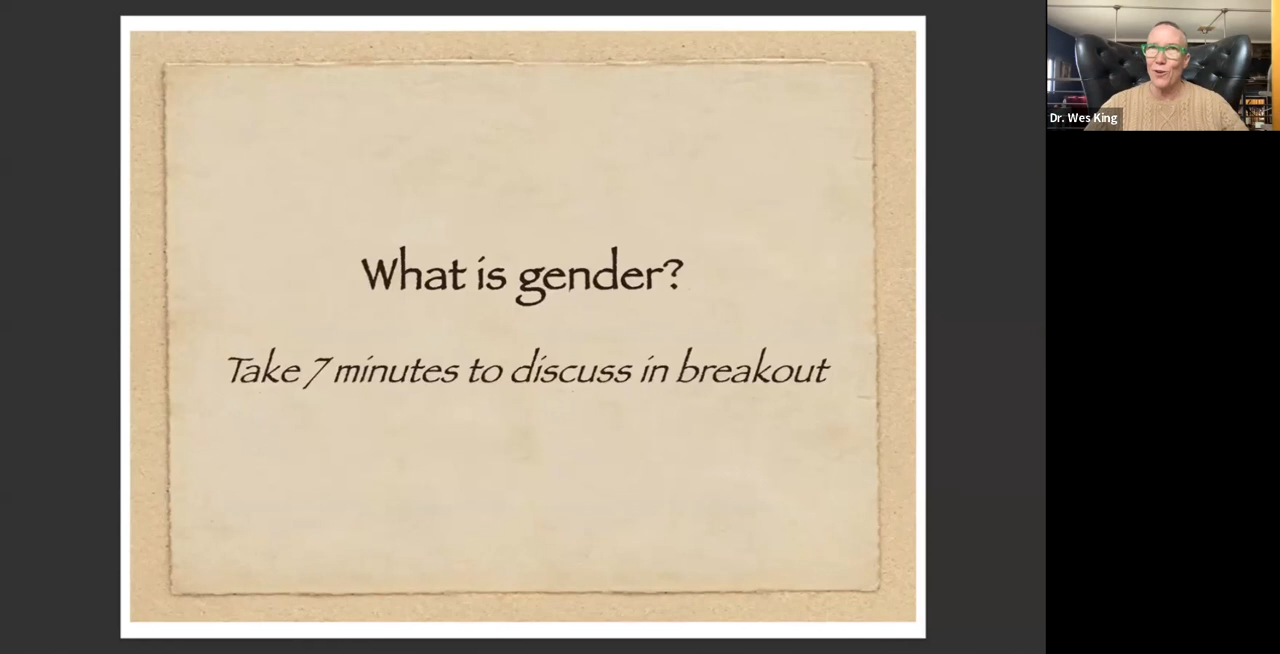 What is gender?
Take 7 minutes to discuss in breakout
Dr. Wes King